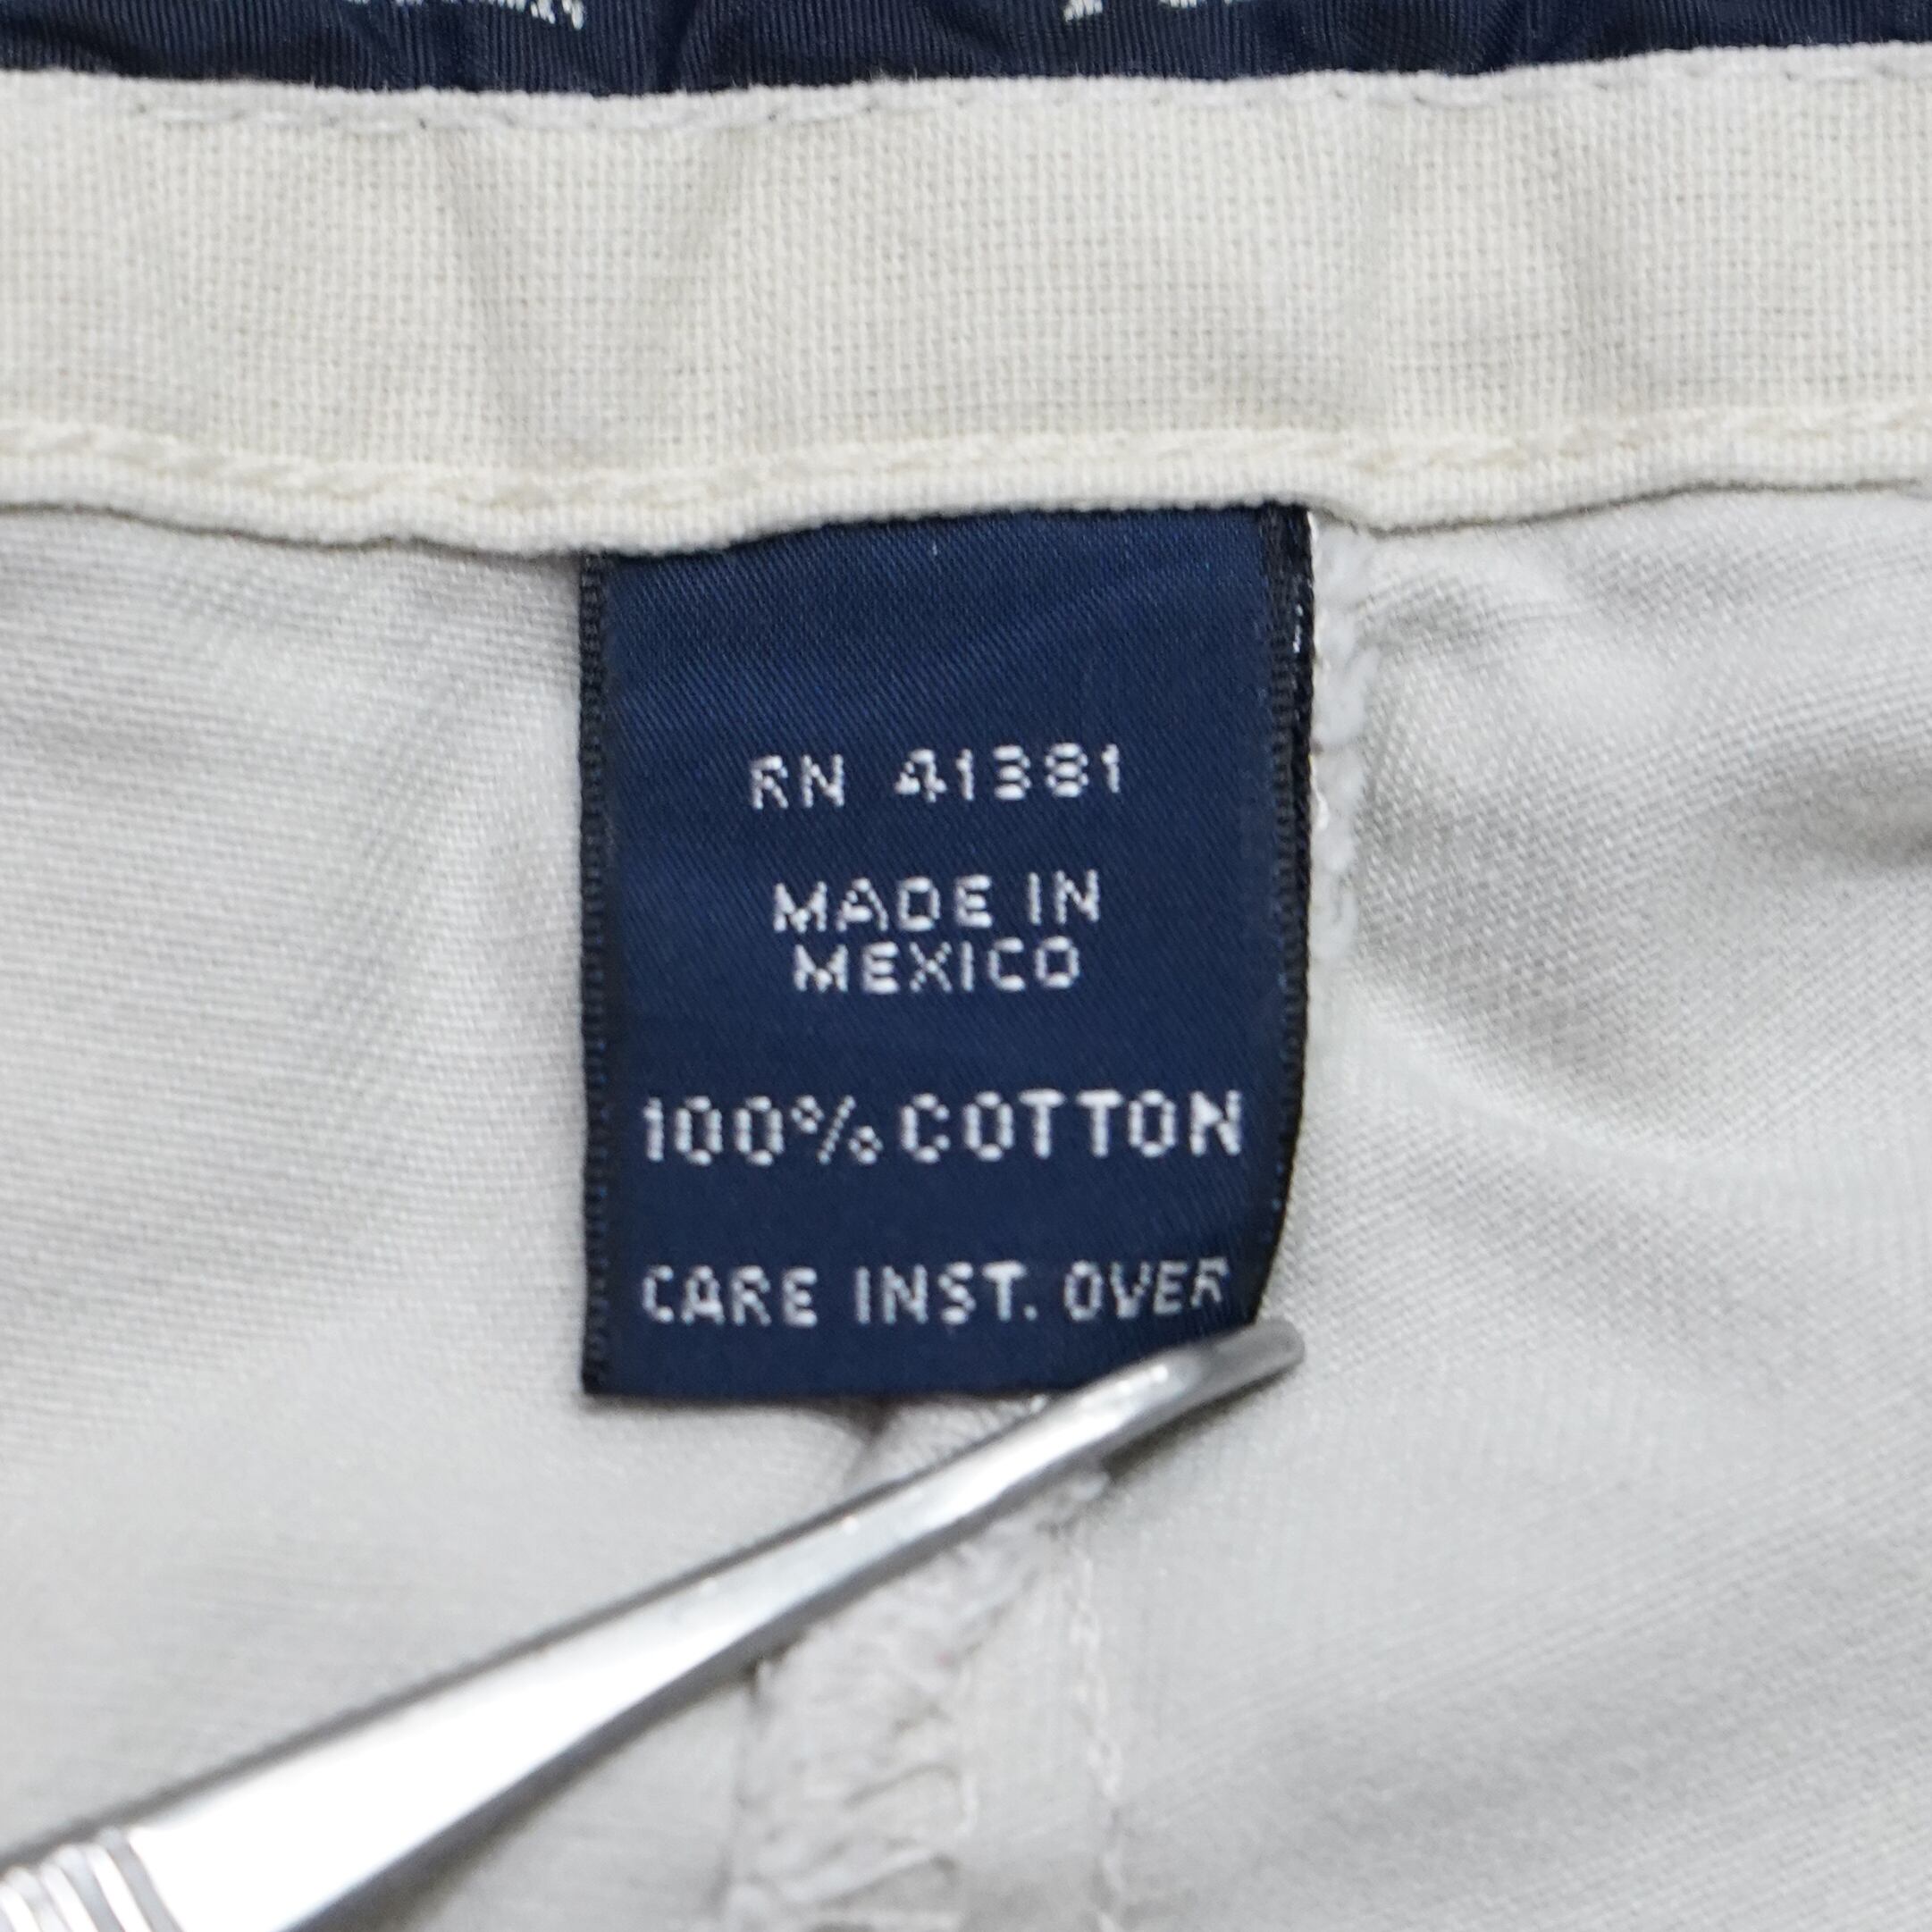 RN 41381
MADE IN
MEXICO
100% COTTON
CARE INST. OVER